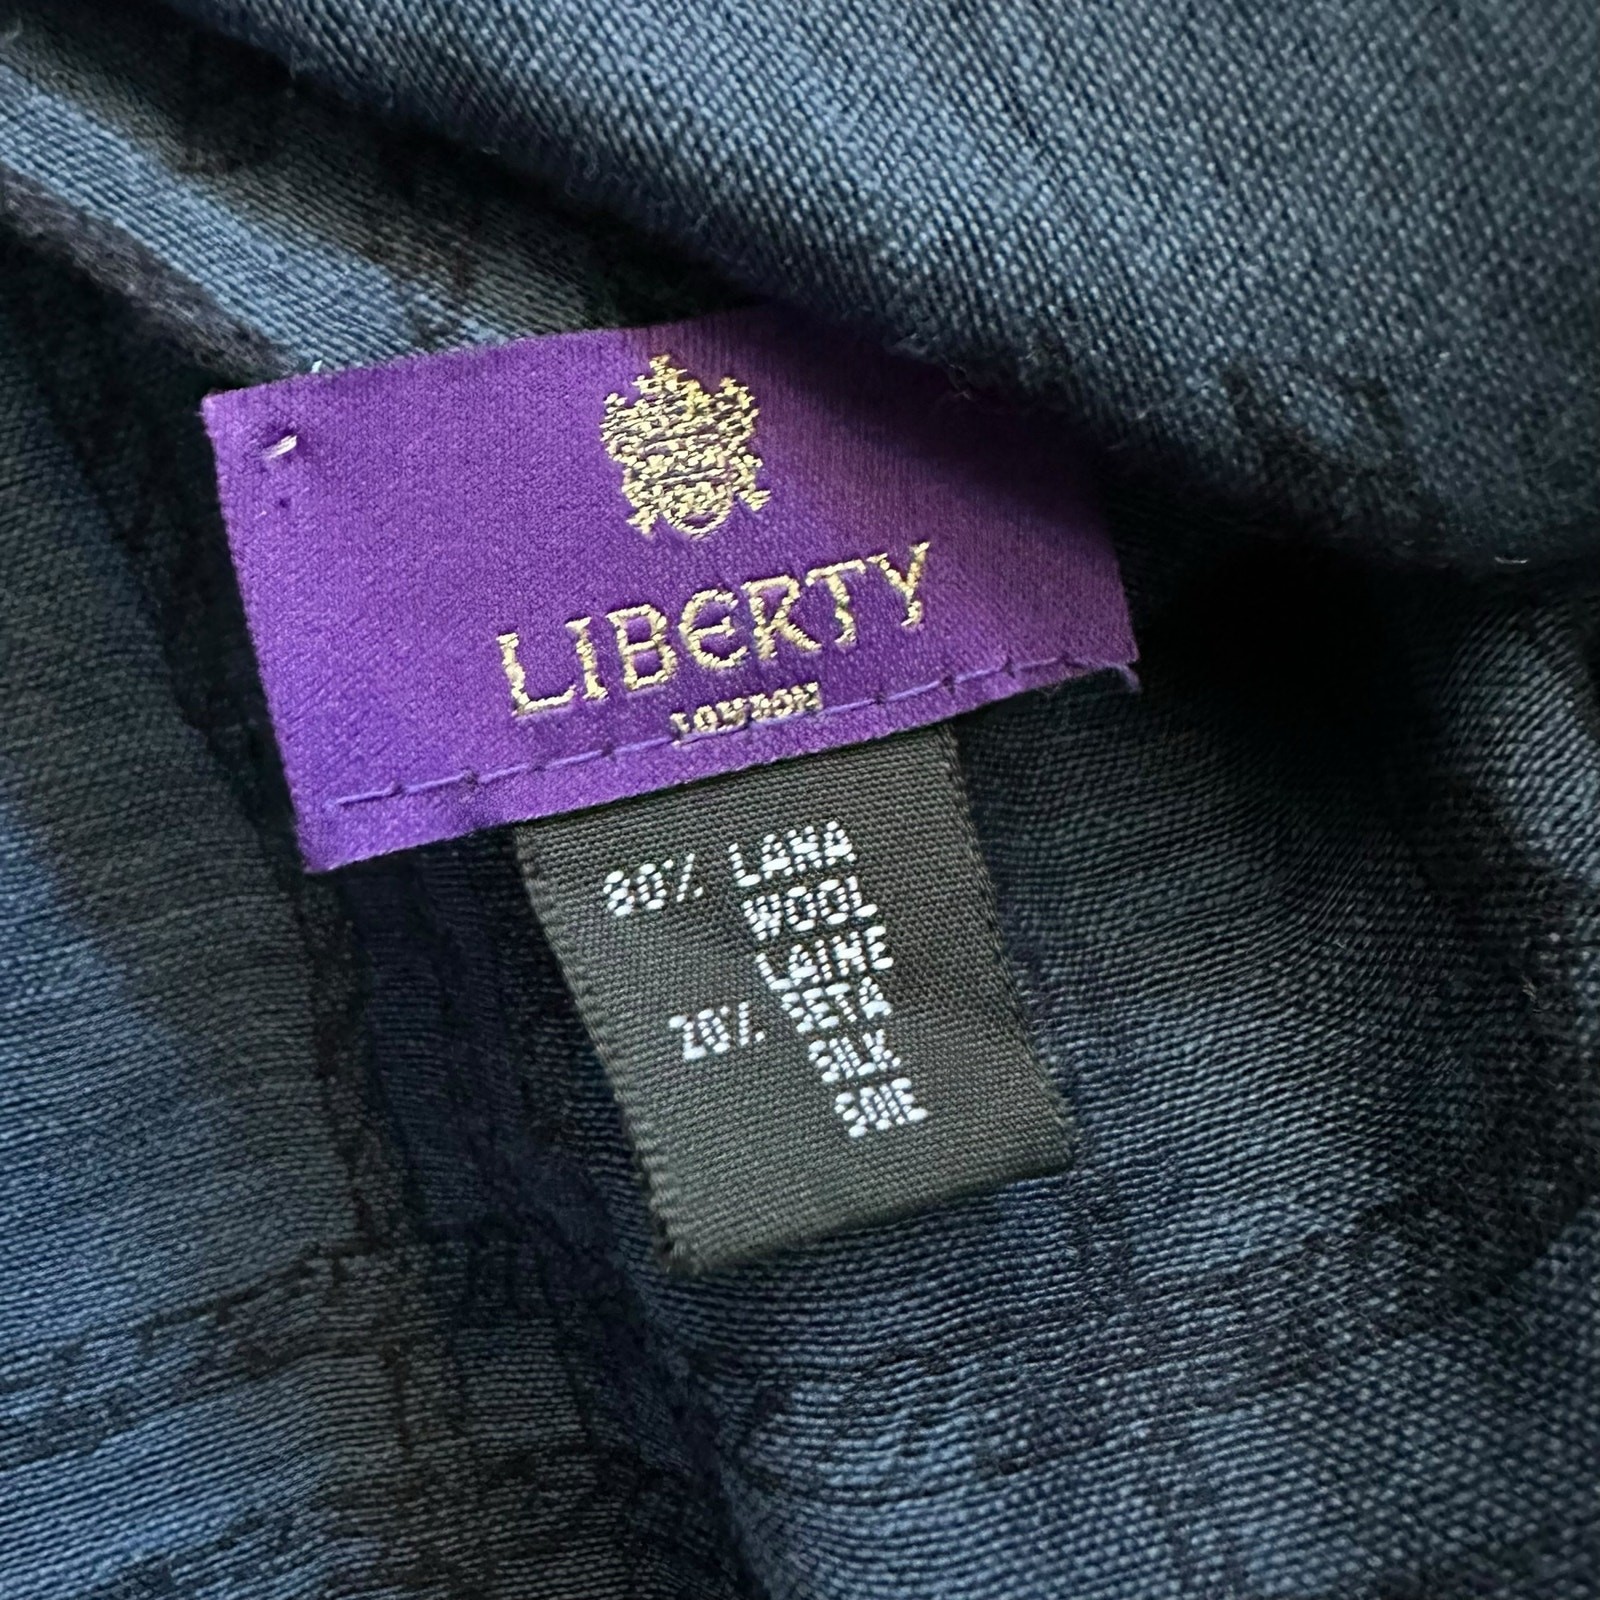 LIBERTY
LONDON
80% LANA
WOOL
LAINE
20% SETA
SILK
SOIE